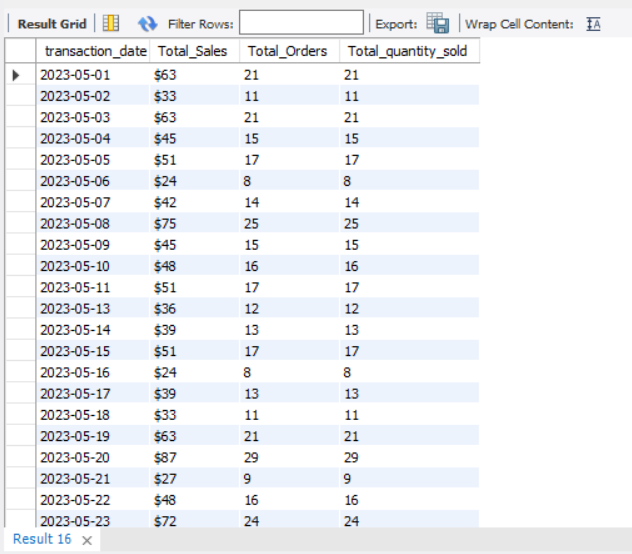 Result Grid Filter Rows: Export: Wrap Cell Content: IA
transaction_date Total_Sales Total_Orders Total_quantity_sold
2023-05-01 $63 21 21
2023-05-02 $33 11 11
2023-05-03 $63 21 21
2023-05-04 $45 15 15
2023-05-05 $51 17 17
2023-05-06 $24 8 8
2023-05-07 $42 14 14
2023-05-08 $75 25 25
2023-05-09 $45 15 15
2023-05-10 $48 16 16
2023-05-11 $51 17 17
2023-05-13 $36 12 12
2023-05-14 $39 13 13
2023-05-15 $51 17 17
2023-05-16 $24 8 8
2023-05-17 $39 13 13
2023-05-18 $33 11 11
2023-05-19 $63 21 21
2023-05-20 $87 29 29
2023-05-21 $27 9 9
2023-05-22 $48 16 16
2023-05-23 $72 24 24
Result 16 ×